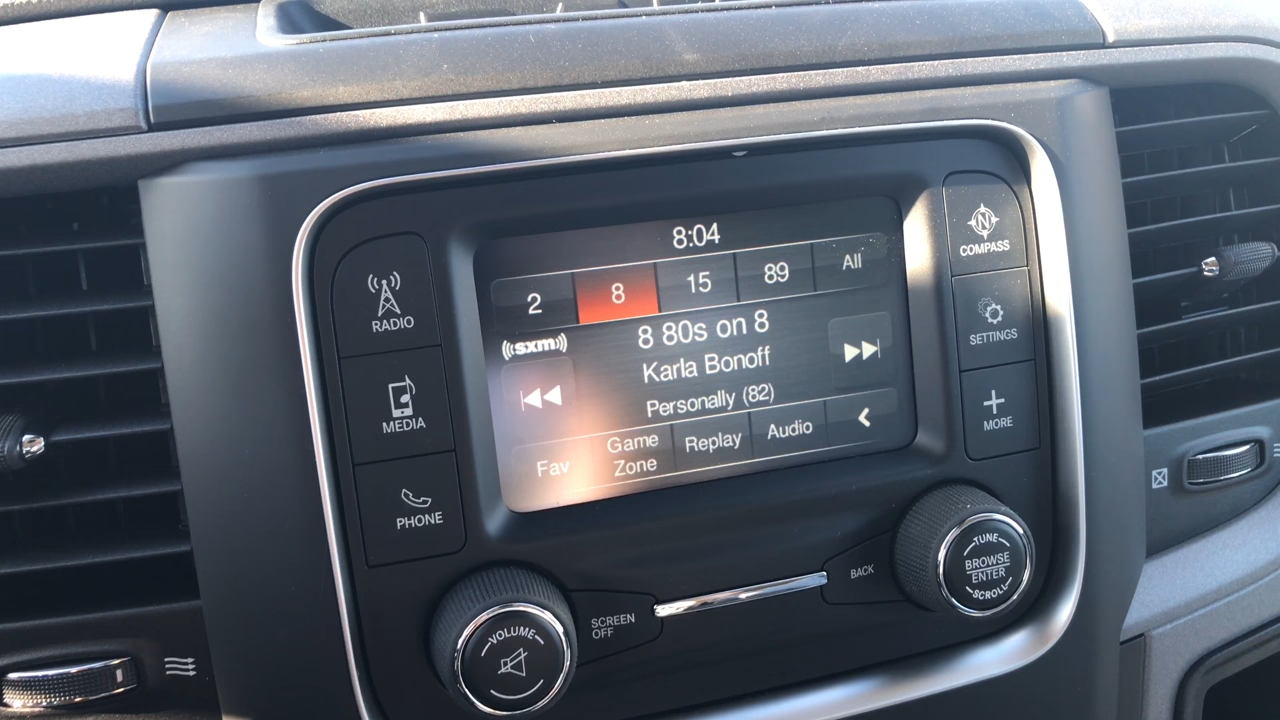 8:04
2 8 15 89 All
((sxm))
8 80s on 8
Karla Bonoff
Personally (82)
Fav Game Zone Replay Audio
RADIO
MEDIA
PHONE
N
COMPASS
SETTINGS
MORE
VOLUME
SCREEN
OFF
BACK
TUNE
BROWSE
ENTER
SCROLL